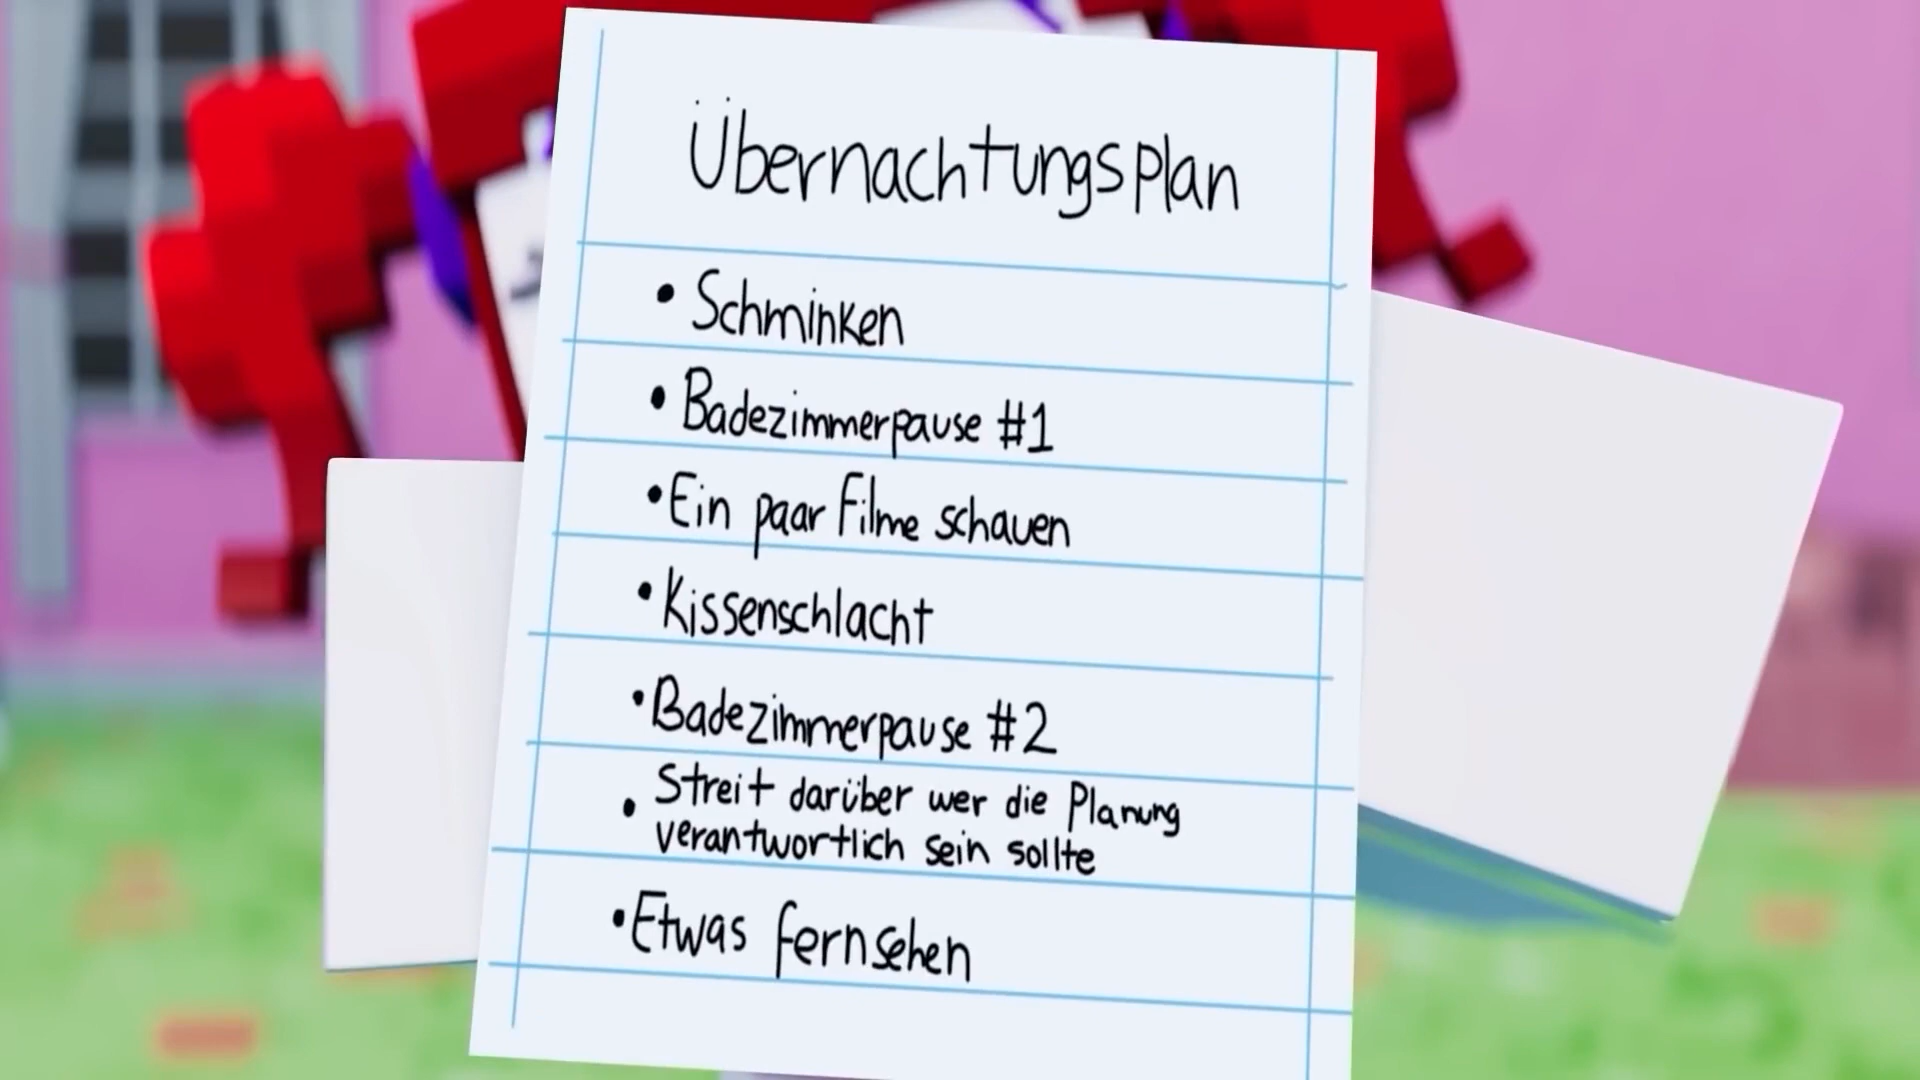 Übernachtungsplan
• Schminken
• Badezimmerpause #1
• Ein paar Filme schauen
• Kissenschlacht
• Badezimmerpause #2
• Streit darüber wer die Planung
verantwortlich sein sollte
• Etwas fernsehen